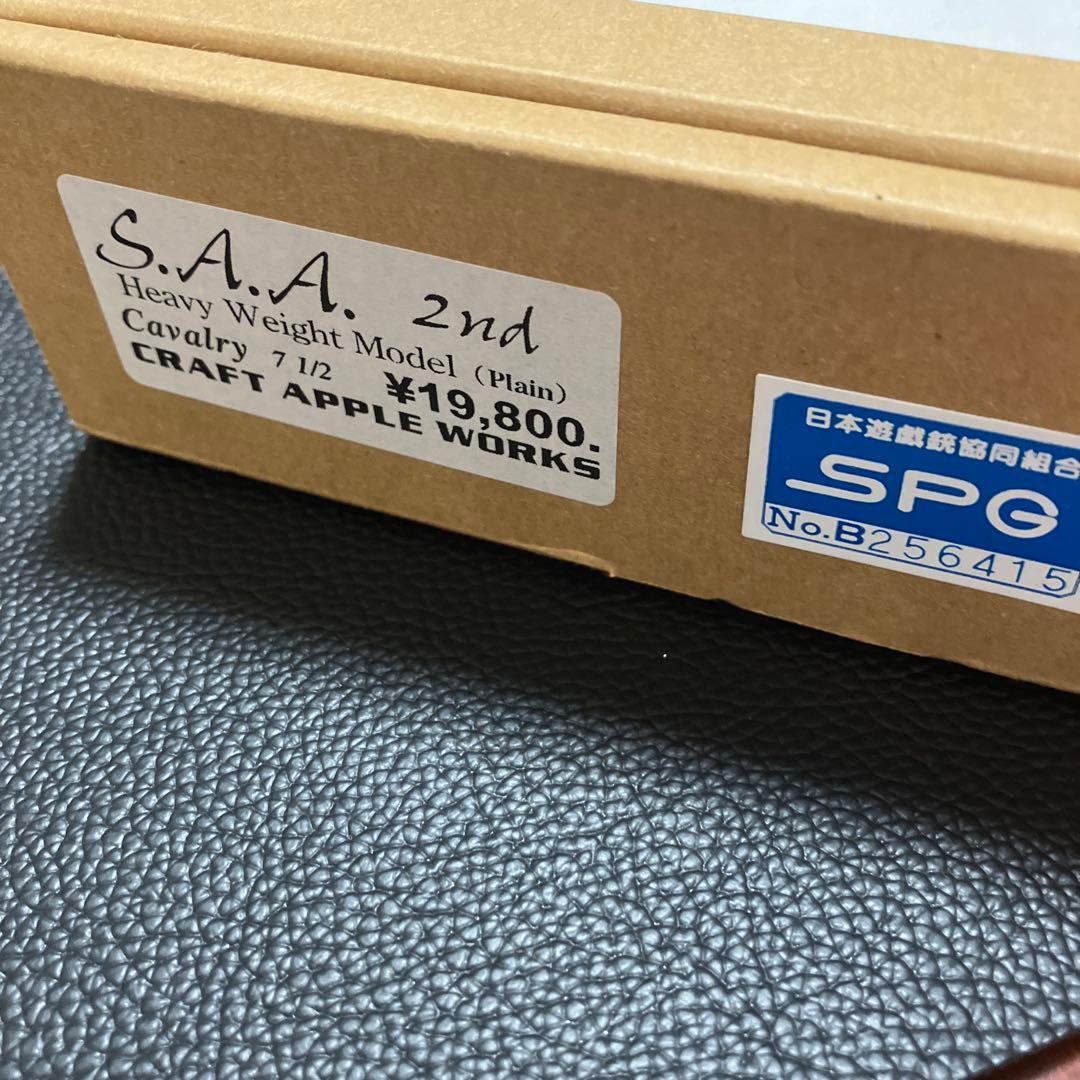 S.A.A. 2nd
Heavy Weight Model (Plain)
Cavalry 7 1/2 ¥19,800.
CRAFT APPLE WORKS
日本遊戯銃協同組合
SPG
No.B256415